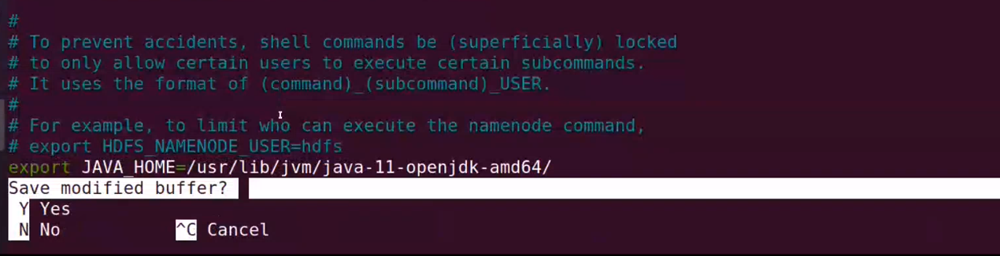 #
# To prevent accidents, shell commands be (superficially) locked
# to only allow certain users to execute certain subcommands.
# It uses the format of (command)_(subcommand)_USER.
#
# For example, to limit who can execute the namenode command,
# export HDFS_NAMENODE_USER=hdfs
export JAVA_HOME=/usr/lib/jvm/java-11-openjdk-amd64/
Save modified buffer?
Y Yes
N No ^C Cancel